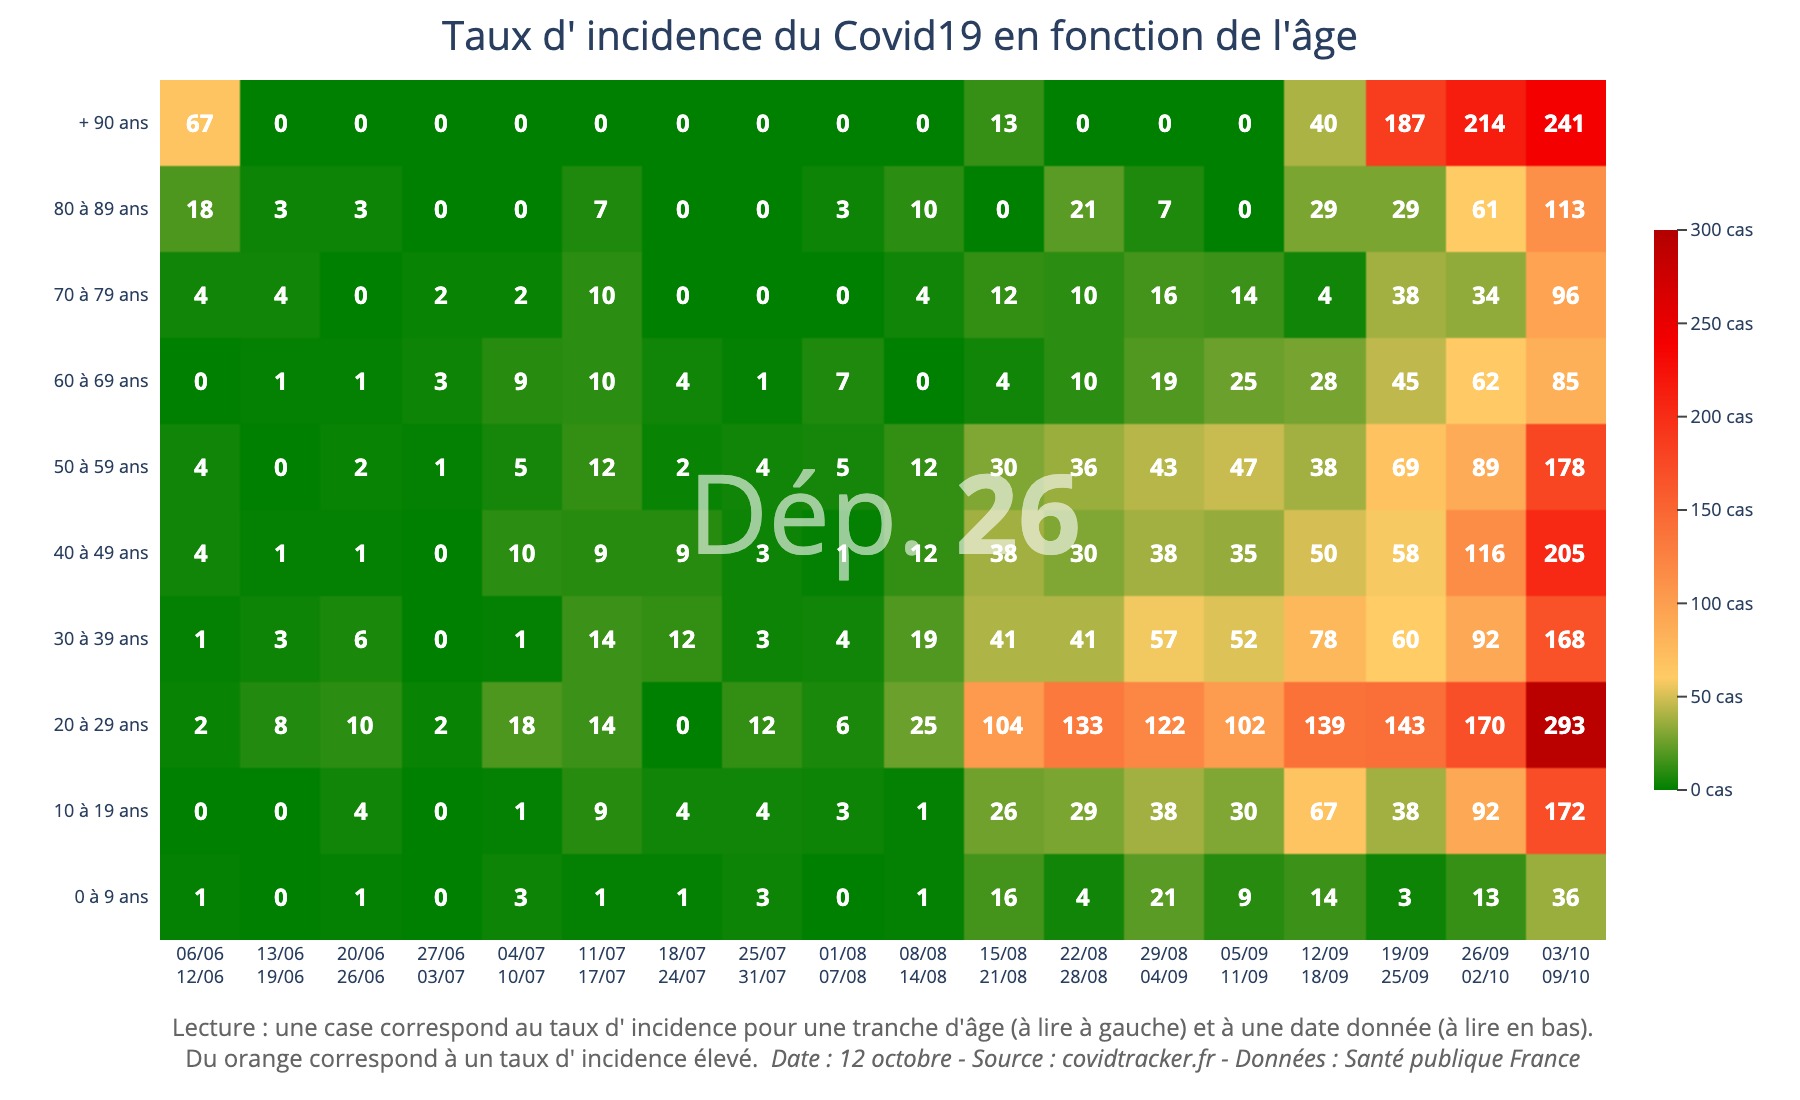 Taux d' incidence du Covid19 en fonction de l'âge
+ 90 ans 67 0 0 0 0 0 0 0 0 0 13 0 0 0 40 187 214 241
80 à 89 ans 18 3 3 0 0 7 0 0 3 10 0 21 7 0 29 29 61 113
70 à 79 ans 4 4 0 2 2 10 0 0 0 4 12 10 16 14 4 38 34 96
60 à 69 ans 0 1 1 3 9 10 4 1 7 0 4 10 19 25 28 45 62 85
50 à 59 ans 4 0 2 1 5 12 2 4 5 12 30 36 43 47 38 69 89 178
Dép. 26
40 à 49 ans 4 1 1 0 10 9 9 3 1 12 38 30 38 35 50 58 116 205
30 à 39 ans 1 3 6 0 1 14 12 3 4 19 41 41 57 52 78 60 92 168
20 à 29 ans 2 8 10 2 18 14 0 12 6 25 104 133 122 102 139 143 170 293
10 à 19 ans 0 0 4 0 1 9 4 4 3 1 26 29 38 30 67 38 92 172
0 à 9 ans 1 0 1 0 3 1 1 3 0 1 16 4 21 9 14 3 13 36
06/06 13/06 20/06 27/06 04/07 11/07 18/07 25/07 01/08 08/08 15/08 22/08 29/08 05/09 12/09 19/09 26/09 03/10
12/06 19/06 26/06 03/07 10/07 17/07 24/07 31/07 07/08 14/08 21/08 28/08 04/09 11/09 18/09 25/09 02/10 09/10
300 cas
250 cas
200 cas
150 cas
100 cas
50 cas
0 cas
Lecture : une case correspond au taux d' incidence pour une tranche d'âge (à lire à gauche) et à une date donnée (à lire en bas).
Du orange correspond à un taux d' incidence élevé. Date : 12 octobre - Source : covidtracker.fr - Données : Santé publique France